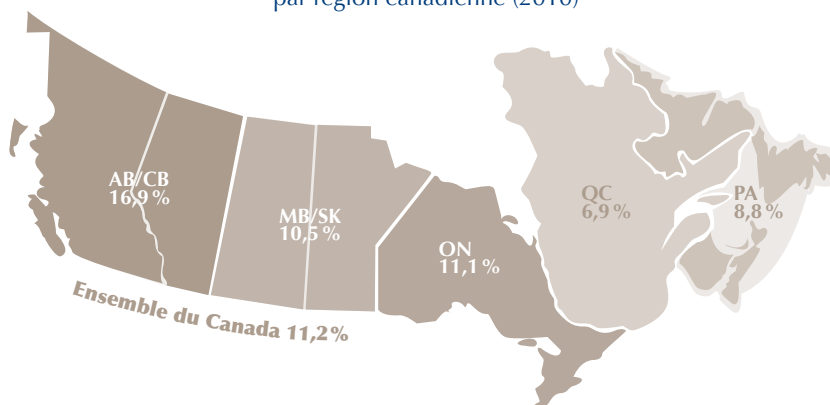 par région canadienne (2016)
AB/CB
16,9 %
MB/SK
10,5 %
ON
11,1 %
QC
6,9 %
PA
8,8 %
Ensemble du Canada 11,2%